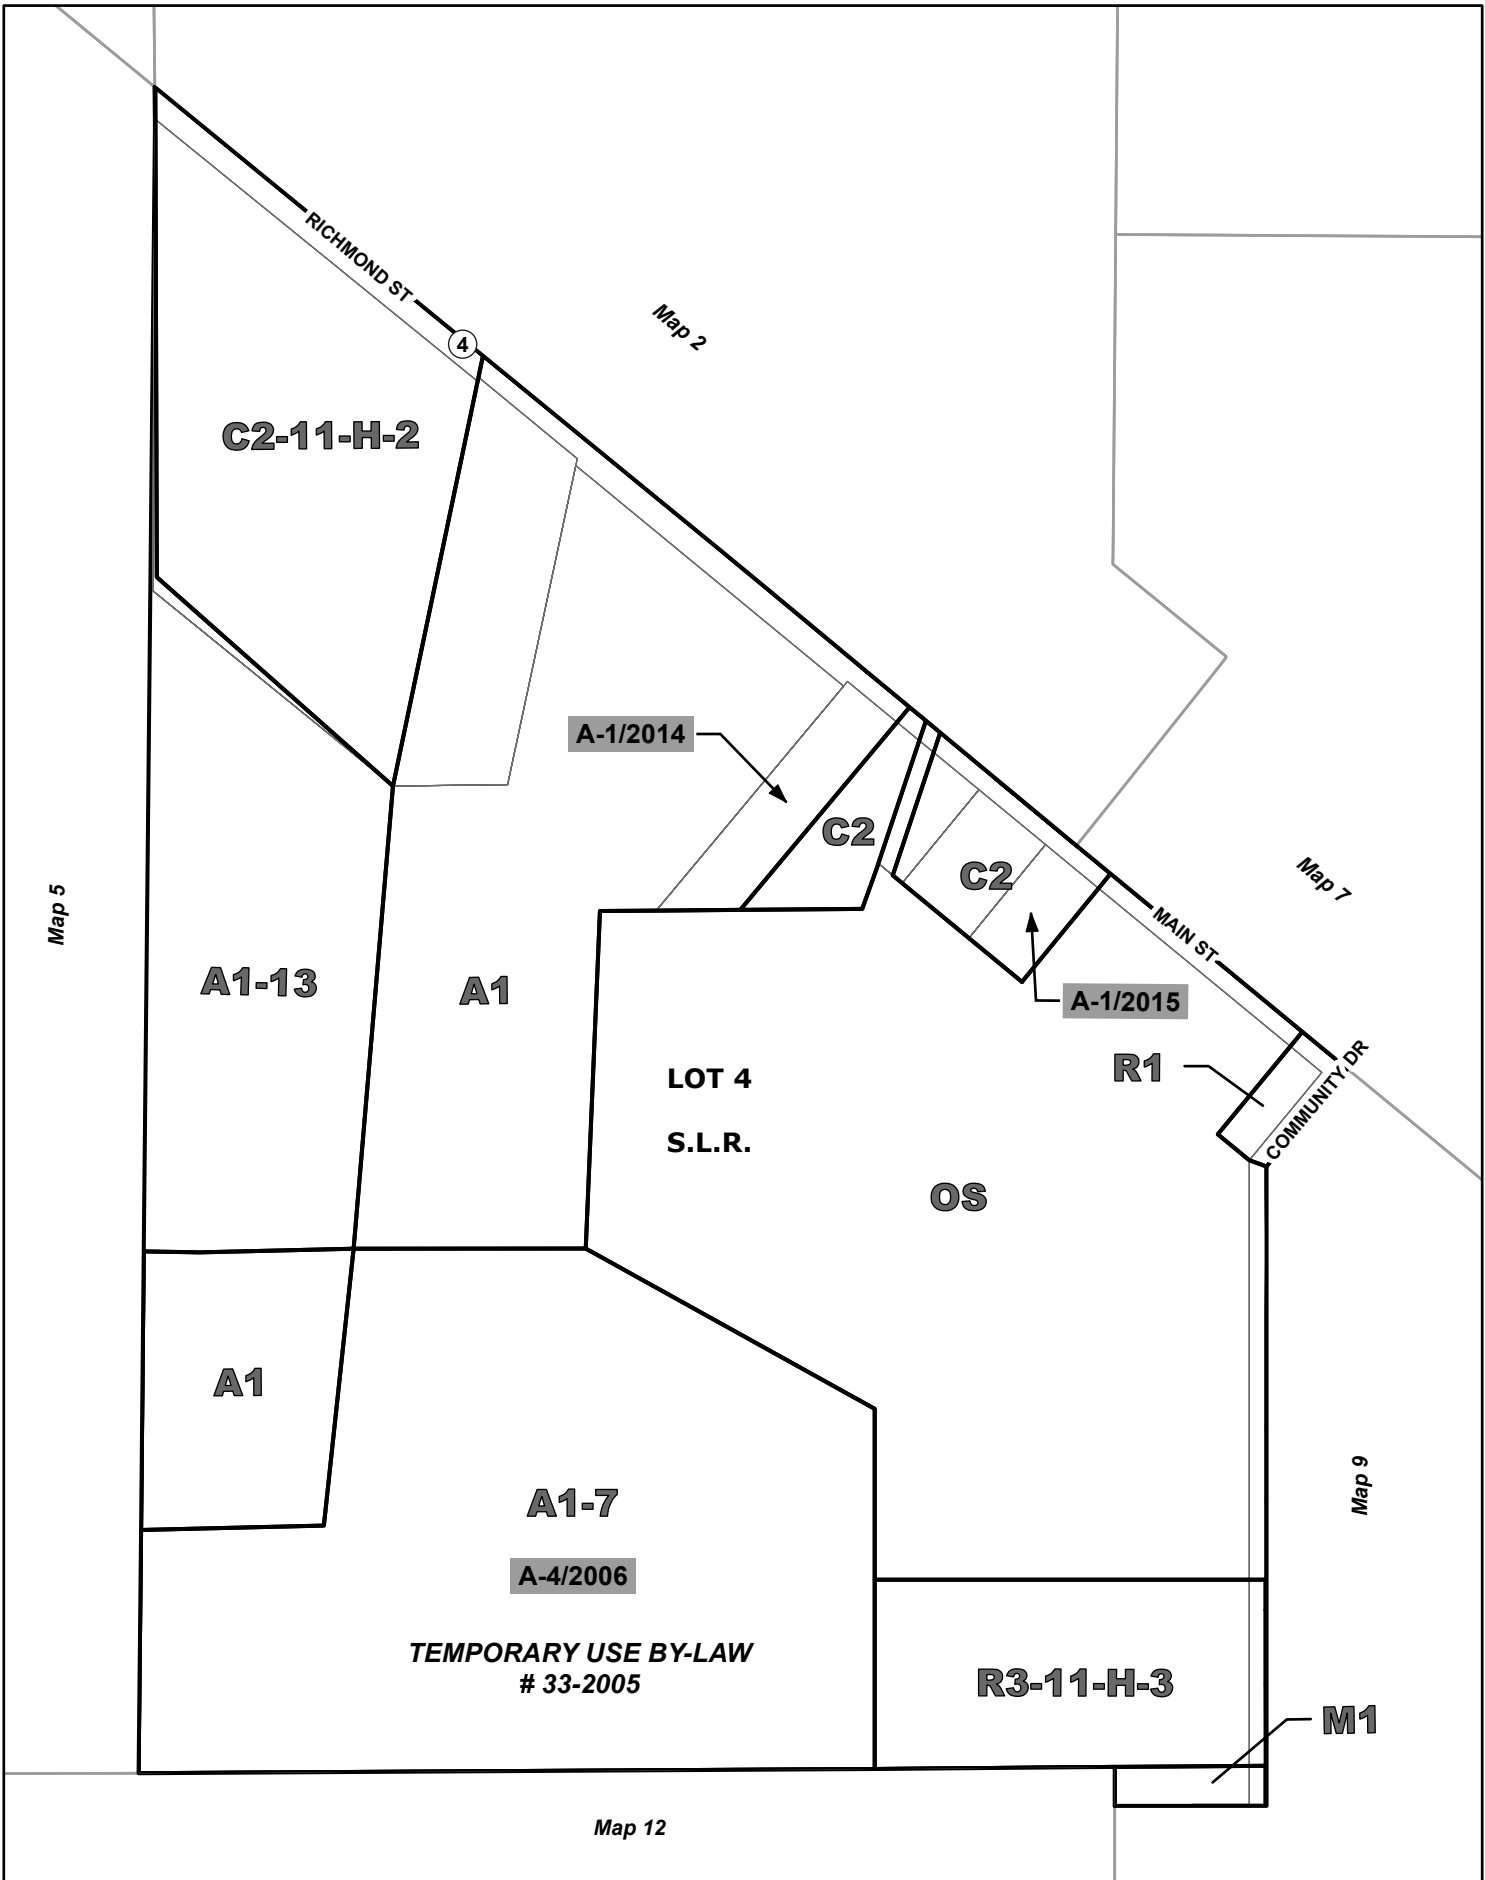 RICHMOND ST
4
Map 2
C2-11-H-2
A-1/2014
C2
C2
Map 7
Map 5
MAIN ST
A1-13
A1
A-1/2015
COMMUNITY DR
R1
LOT 4
S.L.R.
OS
A1
A1-7
Map 9
A-4/2006
TEMPORARY USE BY-LAW
# 33-2005
R3-11-H-3
M1
Map 12